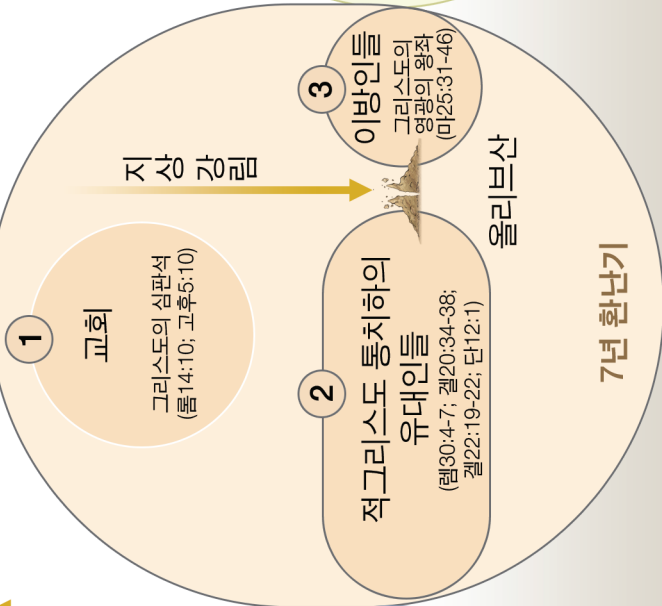 1
교회
그리스도의 심판석
(롬14:10; 고후5:10)
지상 강림
2
적그리스도 통치하의
유대인들
(렘30:4-7; 겔20:34-38;
겔22:19-22; 단12:1)
3
이방인들
그리스도의
영광의 왕좌
(마25:31-46)
올리브산
7년 환난기